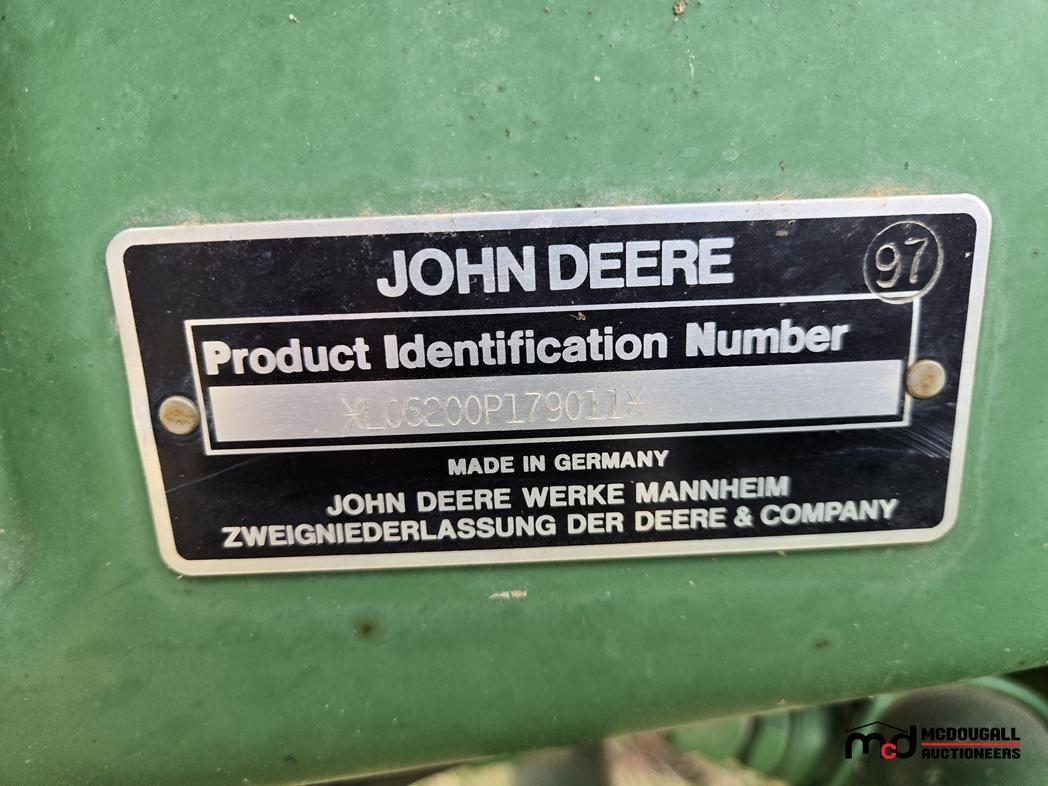 JOHN DEERE
97
Product Identification Number
*L06200P179011*
MADE IN GERMANY
JOHN DEERE WERKE MANNHEIM
ZWEIGNIEDERLASSUNG DER DEERE & COMPANY
mcd MCDOUGALL
AUCTIONEERS